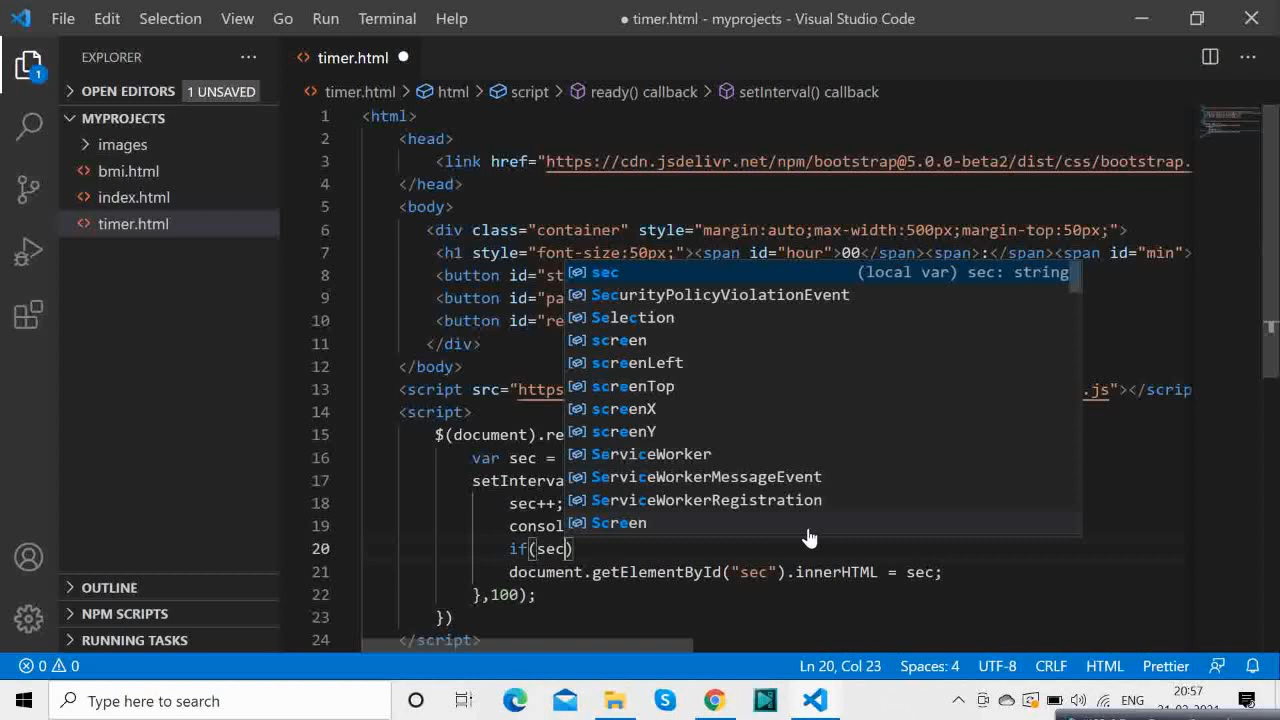 File Edit Selection View Go Run Terminal Help ● timer.html - myprojects - Visual Studio Code
EXPLORER
timer.html
OPEN EDITORS 1 UNSAVED
timer.html > html > script > ready() callback > setInterval() callback
MYPROJECTS
images
bmi.html
index.html
timer.html
1 <html>
2 <head>
3 <link href="https://cdn.jsdelivr.net/npm/bootstrap@5.0.0-beta2/dist/css/bootstrap.
4 </head>
5 <body>
6 <div class="container" style="margin:auto;max-width:500px;margin-top:50px;">
7 <h1 style="font-size:50px;"><span id="hour">00</span><span>:</span><span id="min">
8 <button id="st
9 <button id="pa
10 <button id="re
11 </div>
12 </body>
13 <script src="https .js"></scrip
14 <script>
15 $(document).re
16 var sec =
17 setInterva
18 sec++;
19 consol
20 if(sec)
21 document.getElementById("sec").innerHTML = sec;
22 },100);
23 })
24 </script>
sec (local var) sec: string
SecurityPolicyViolationEvent
Selection
screen
screenLeft
screenTop
screenX
screenY
ServiceWorker
ServiceWorkerMessageEvent
ServiceWorkerRegistration
Screen
1
OUTLINE
NPM SCRIPTS
RUNNING TASKS
0 0 Ln 20, Col 23 Spaces: 4 UTF-8 CRLF HTML Prettier
Type here to search
ENG
20:57